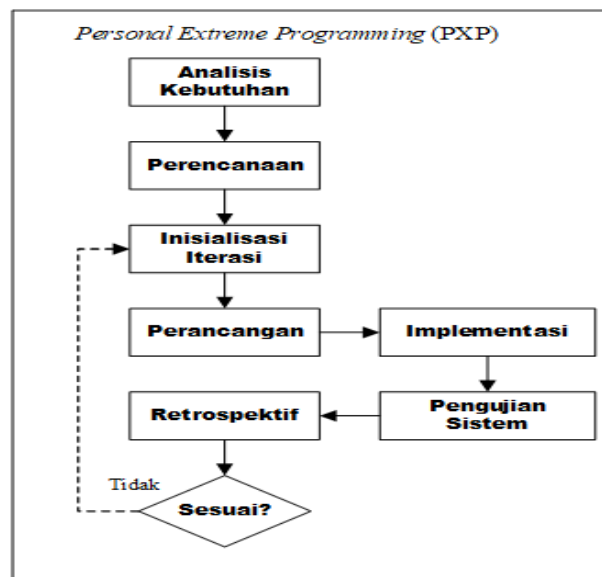 Personal Extreme Programming (PXP)
Analisis
Kebutuhan
Perencanaan
Inisialisasi
Iterasi
Perancangan
Implementasi
Pengujian
Sistem
Retrospektif
Sesuai?
Tidak